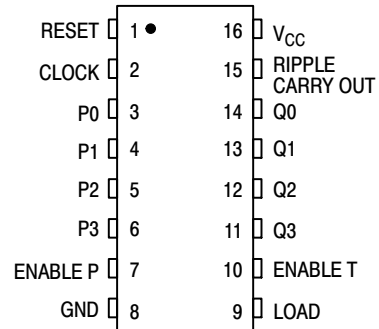 RESET 1 16 VCC
CLOCK 2 15 RIPPLE
CARRY OUT
P0 3 14 Q0
P1 4 13 Q1
P2 5 12 Q2
P3 6 11 Q3
ENABLE P 7 10 ENABLE T
GND 8 9 LOAD